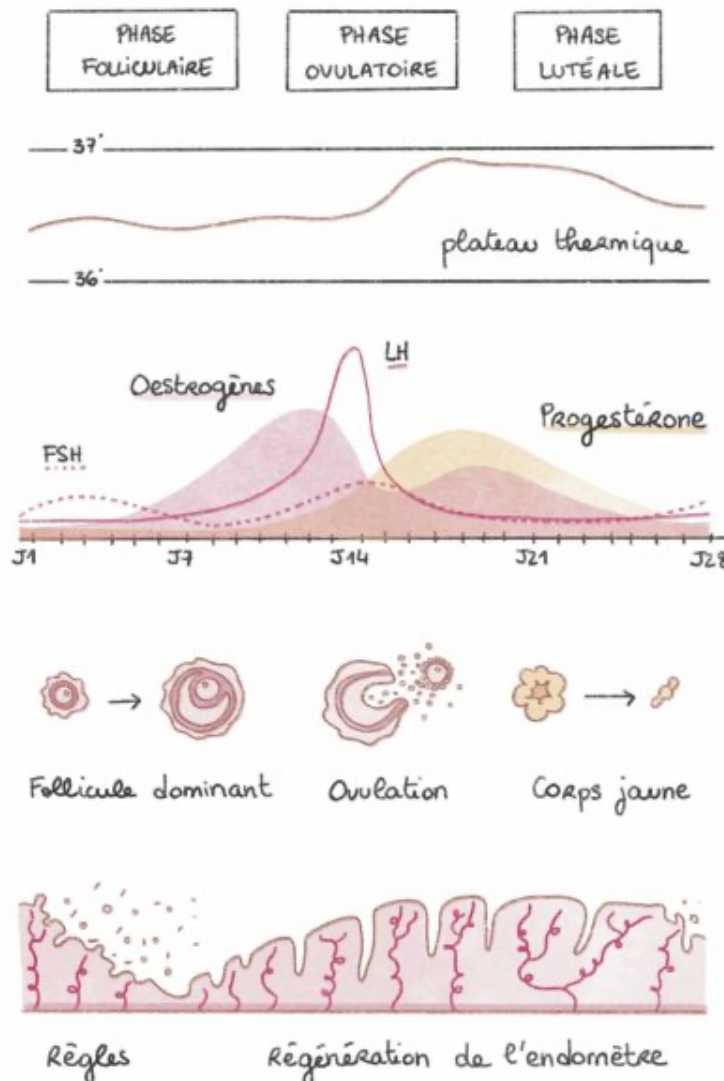 PHASE
FOLLICULAIRE
PHASE
OVULATOIRE
PHASE
LUTÉALE
37°
plateau thermique
36°
LH
Oestrogènes
Progestérone
FSH
J1
J7
J14
J21
J28
Follicule dominant
Ovulation
Corps jaune
Règles
Régénération de l'endomètre